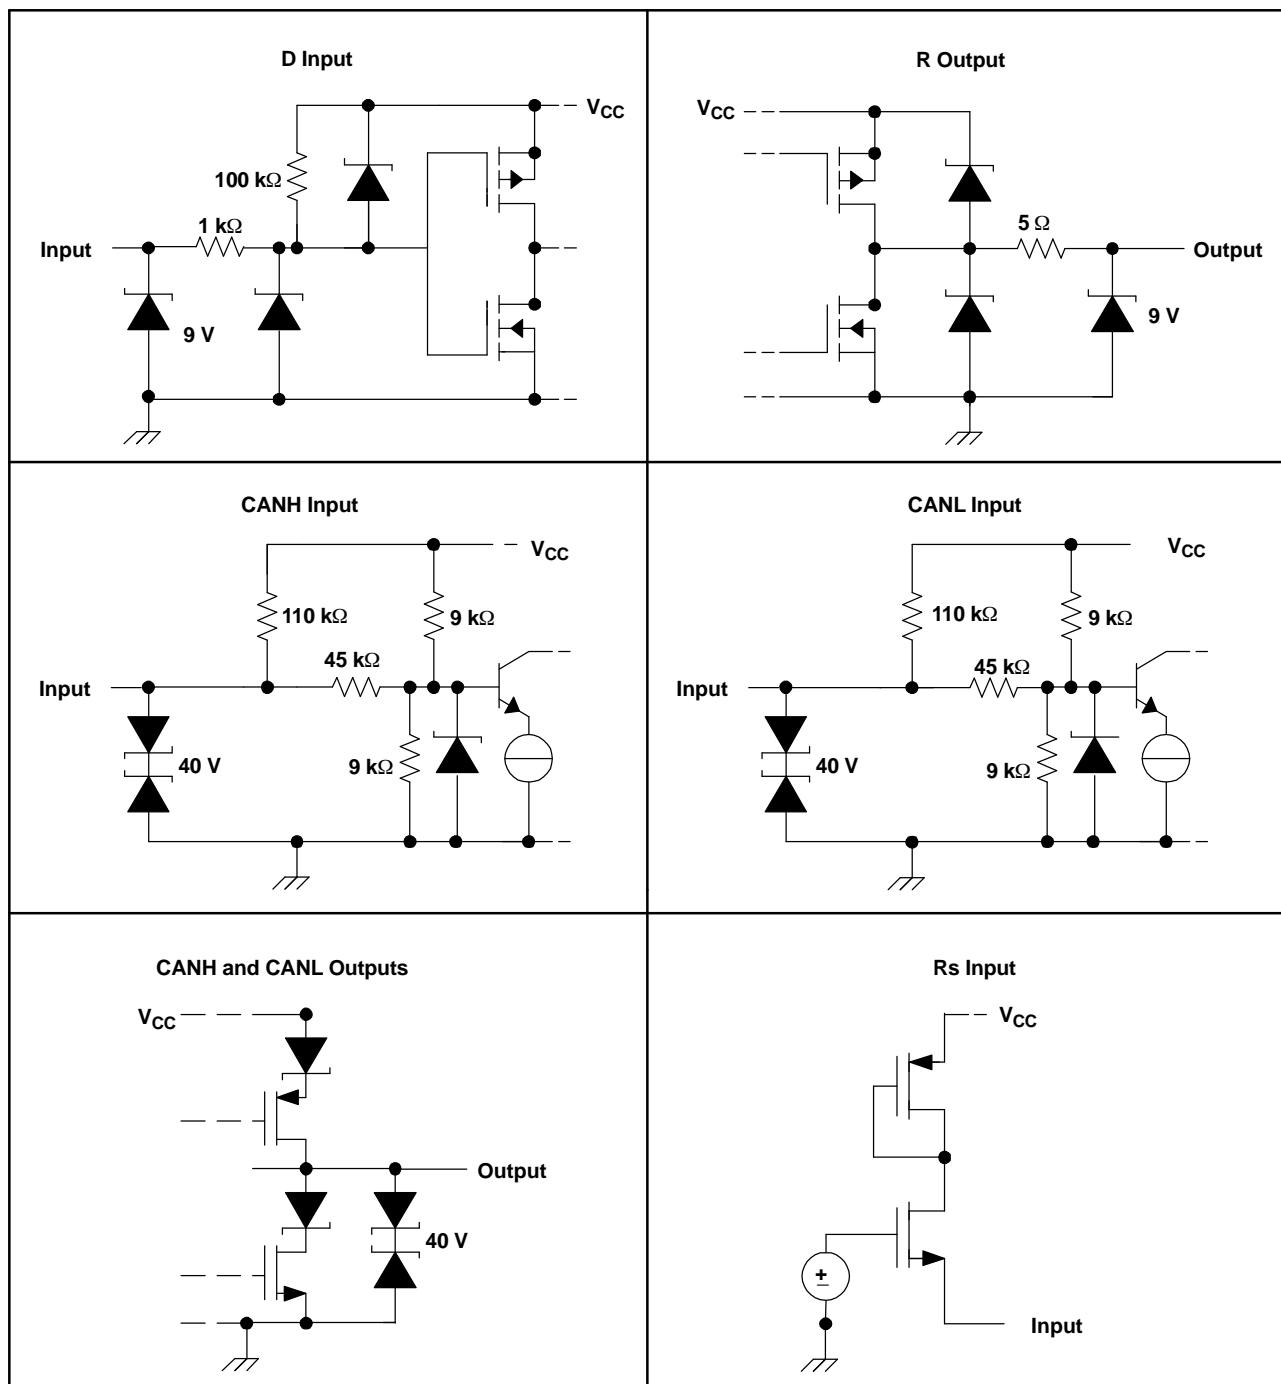 D Input
VCC
100 kΩ
1 kΩ
Input
9 V
R Output
VCC
5 Ω
Output
9 V
CANH Input
VCC
110 kΩ
9 kΩ
45 kΩ
Input
40 V
9 kΩ
CANL Input
VCC
110 kΩ
9 kΩ
45 kΩ
Input
40 V
9 kΩ
CANH and CANL Outputs
VCC
Output
40 V
Rs Input
VCC
±
Input